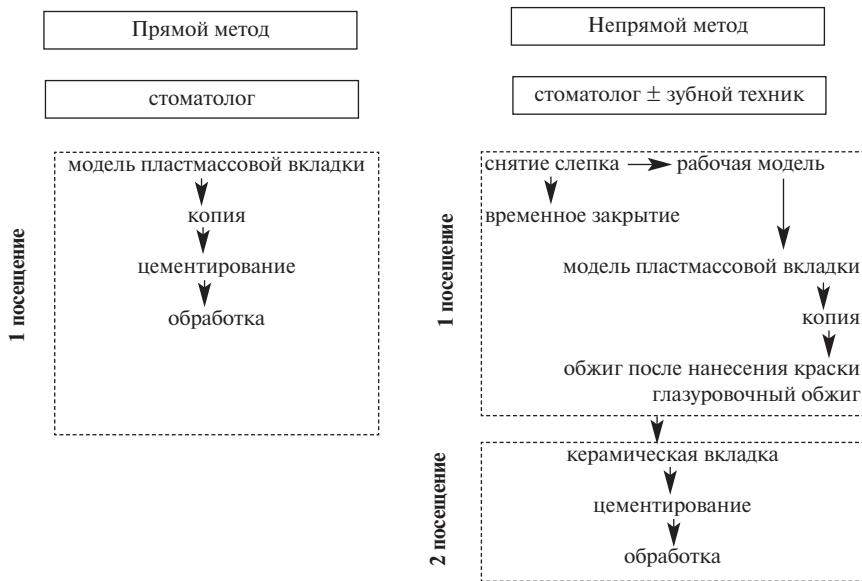 Прямой метод
стоматолог
1 посещение
модель пластмассовой вкладки
копия
цементирование
обработка
Непрямой метод
стоматолог ± зубной техник
1 посещение
снятие слепка
рабочая модель
временное закрытие
модель пластмассовой вкладки
копия
обжиг после нанесения краски
глазуровочный обжиг
2 посещение
керамическая вкладка
цементирование
обработка